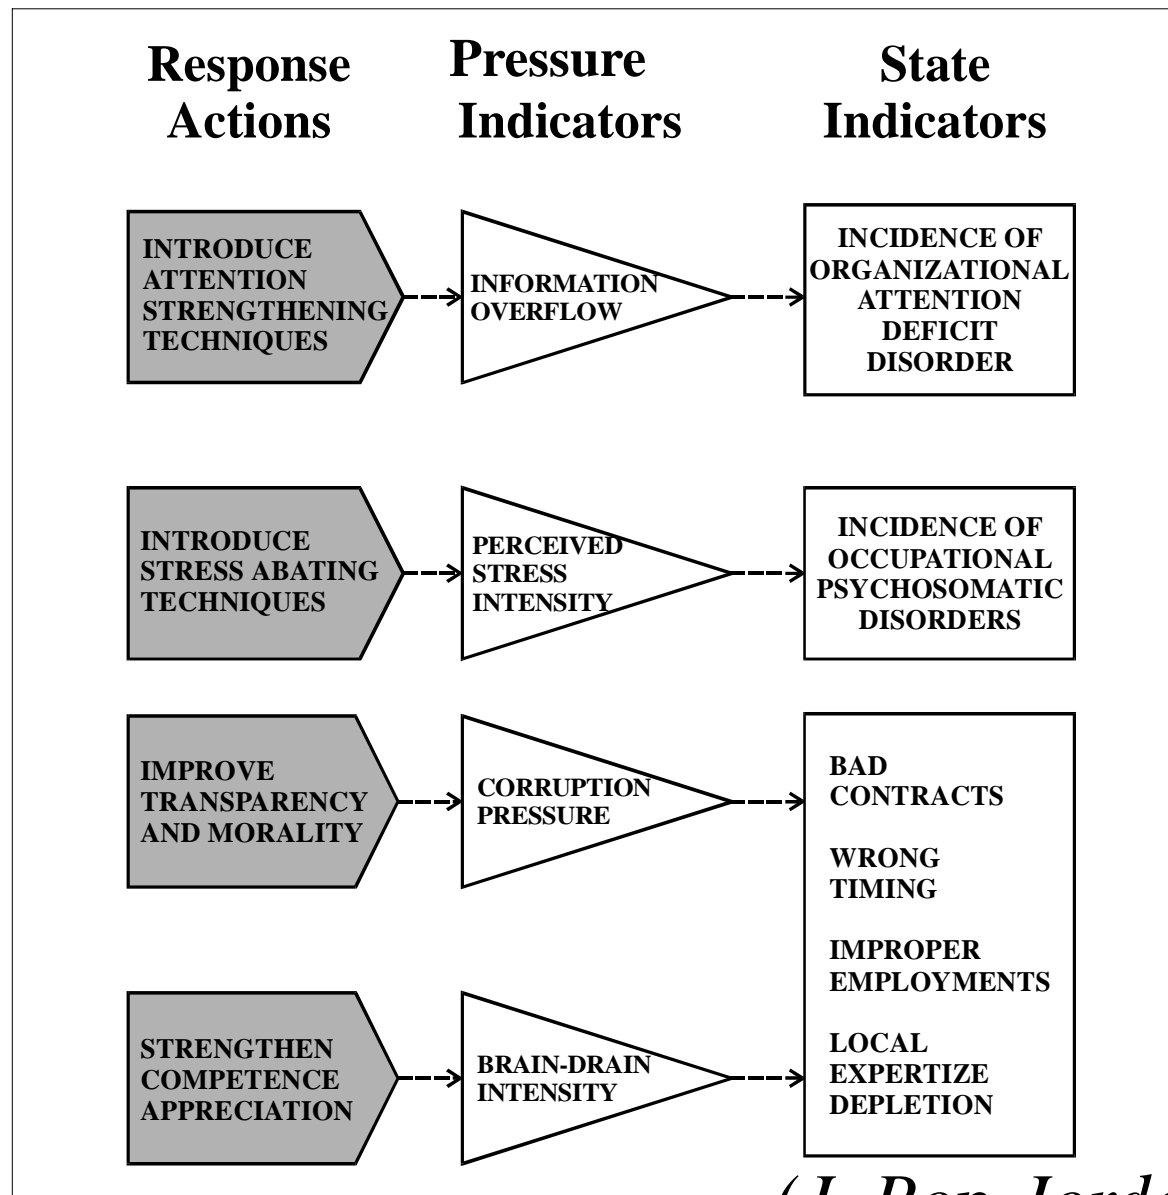 Response
Actions
Pressure
Indicators
State
Indicators
INTRODUCE
ATTENTION
STRENGTHENING
TECHNIQUES
INFORMATION
OVERFLOW
INCIDENCE OF
ORGANIZATIONAL
ATTENTION
DEFICIT
DISORDER
INTRODUCE
STRESS ABATING
TECHNIQUES
PERCEIVED
STRESS
INTENSITY
INCIDENCE OF
OCCUPATIONAL
PSYCHOSOMATIC
DISORDERS
IMPROVE
TRANSPARENCY
AND MORALITY
CORRUPTION
PRESSURE
BAD
CONTRACTS
WRONG
TIMING
IMPROPER
EMPLOYMENTS
LOCAL
EXPERTIZE
DEPLETION
STRENGTHEN
COMPETENCE
APPRECIATION
BRAIN-DRAIN
INTENSITY